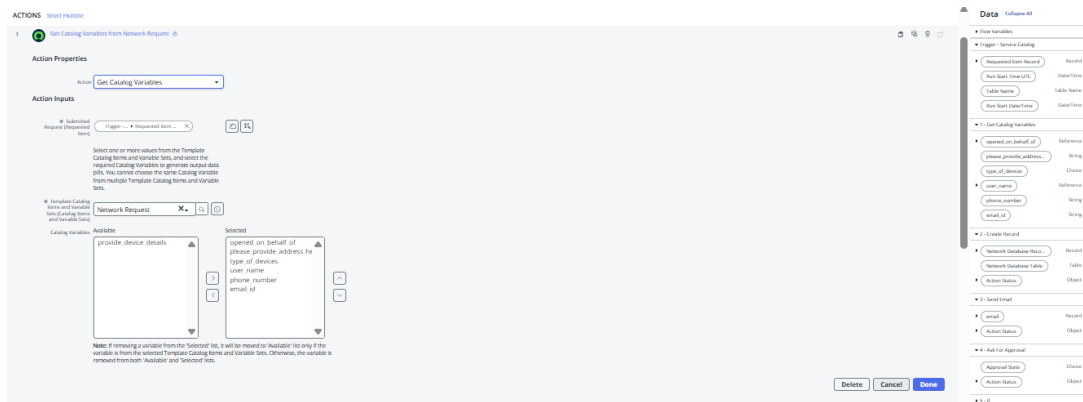 ACTIONS Select multiple
1 Get Catalog Variables from Network Request
Action Properties
Action Get Catalog Variables
Action Inputs
✱ Submitted Request [Requested Item] Trigger -... ▸ Requested Item ... X
Select one or more values from the Template
Catalog Items and Variable Sets, and select the
required Catalog Variables to generate output data
pills. You cannot choose the same Catalog Variable
from multiple Template Catalog Items and Variable
Sets.
✱ Template Catalog Items and Variable Sets [Catalog Items and Variable Sets] Network Request
Catalog Variables Available Selected
provide_device_details
opened_on_behalf_of
please_provide_address_he
type_of_devices
user_name
phone_number
email_id
Note: If removing a variable from the 'Selected' list, it will be moved to 'Available' list only if the
variable is from the selected Template Catalog Items and Variable Sets. Otherwise, the variable is
removed from both 'Available' and 'Selected' lists.
Delete Cancel Done
Data Collapse All
Flow Variables
Trigger - Service Catalog
Requested Item Record Record
Run Start Time UTC Date/Time
Table Name Table Name
Run Start Date/Time Date/Time
1 - Get Catalog Variables
opened_on_behalf_of Reference
please_provide_address... String
type_of_devices Choice
user_name Reference
phone_number String
email_id String
2 - Create Record
Network Database Reco... Record
Network Database Table Table
Action Status Object
3 - Send Email
email Record
Action Status Object
4 - Ask For Approval
Approval State Choice
Action Status Object